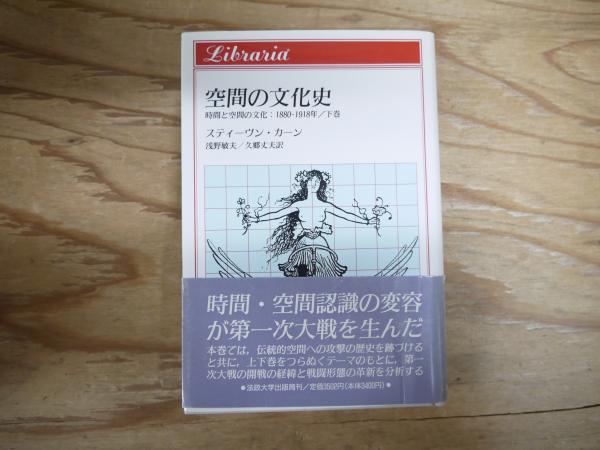 Libraria
空間の文化史
時間と空間の文化：1880-1918年／下巻
スティーヴン・カーン
浅野敏夫／久郷丈夫訳
時間・空間認識の変容
が第一次大戦を生んだ
本巻では，伝統的空間への攻撃の歴史を跡づける
と共に，上下巻をつらぬくテーマのもとに，第一
次大戦の開戦の経緯と戦闘形態の革新を分析する
●法政大学出版局刊／定価3502円（本体3400円）●